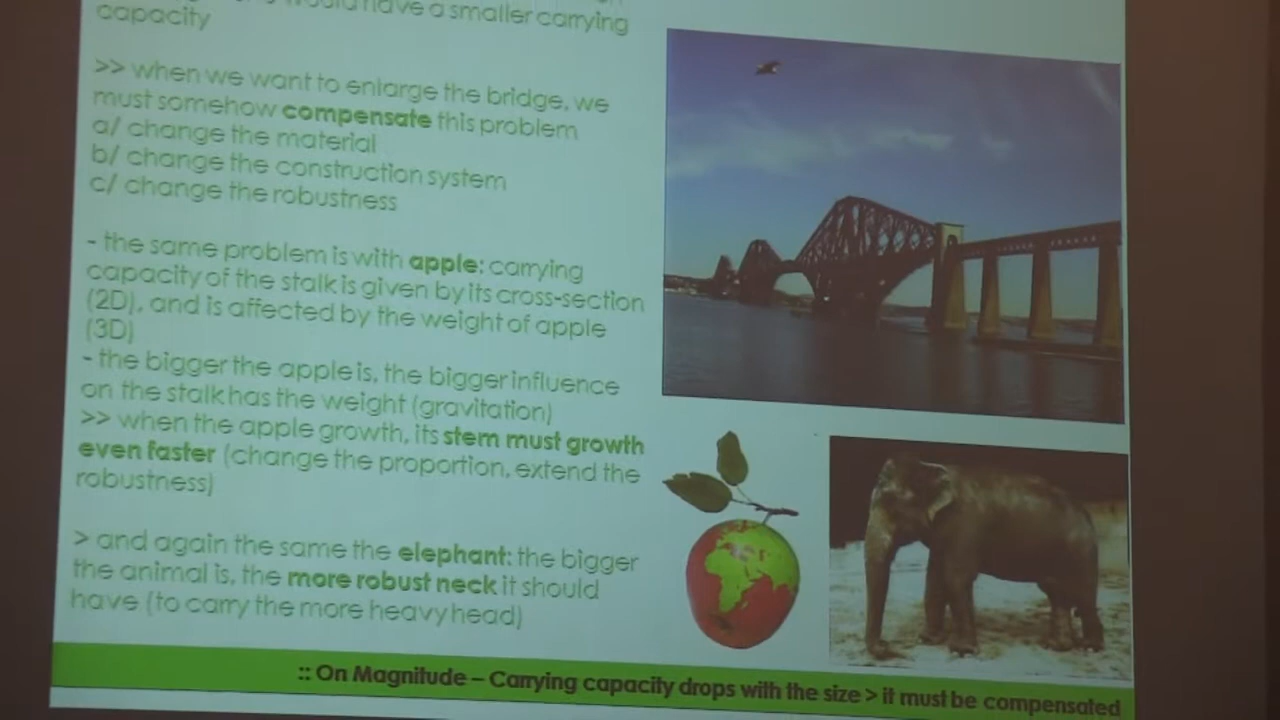 would have a smaller carrying
capacity
>> when we want to enlarge the bridge, we
must somehow compensate this problem
a/ change the material
b/ change the construction system
c/ change the robustness
- the same problem is with apple: carrying
capacity of the stalk is given by its cross-section
(2D), and is affected by the weight of apple
(3D)
- the bigger the apple is, the bigger influence
on the stalk has the weight (gravitation)
>> when the apple growth, its stem must growth
even faster (change the proportion, extend the
robustness)
> and again the same the elephant: the bigger
the animal is, the more robust neck it should
have (to carry the more heavy head)
:: On Magnitude – Carrying capacity drops with the size > it must be compensated